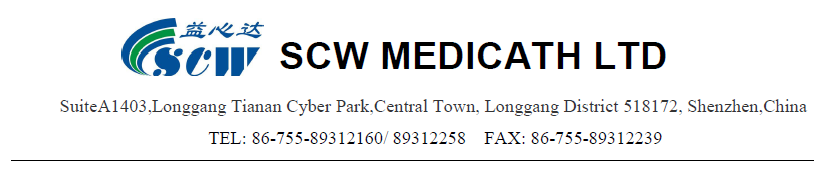 益心达
SCW SCW MEDICATH LTD
SuiteA1403,Longgang Tianan Cyber Park,Central Town, Longgang District 518172, Shenzhen,China
TEL: 86-755-89312160/ 89312258 FAX: 86-755-89312239